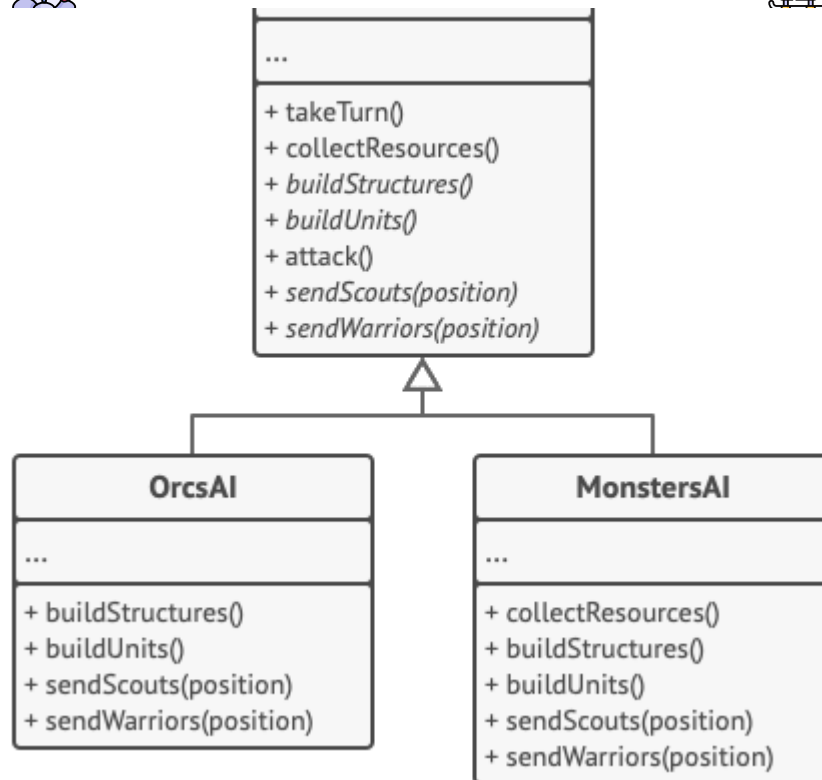 ...
+ takeTurn()
+ collectResources()
+ buildStructures()
+ buildUnits()
+ attack()
+ sendScouts(position)
+ sendWarriors(position)
OrcsAI
...
+ buildStructures()
+ buildUnits()
+ sendScouts(position)
+ sendWarriors(position)
MonstersAI
...
+ collectResources()
+ buildStructures()
+ buildUnits()
+ sendScouts(position)
+ sendWarriors(position)